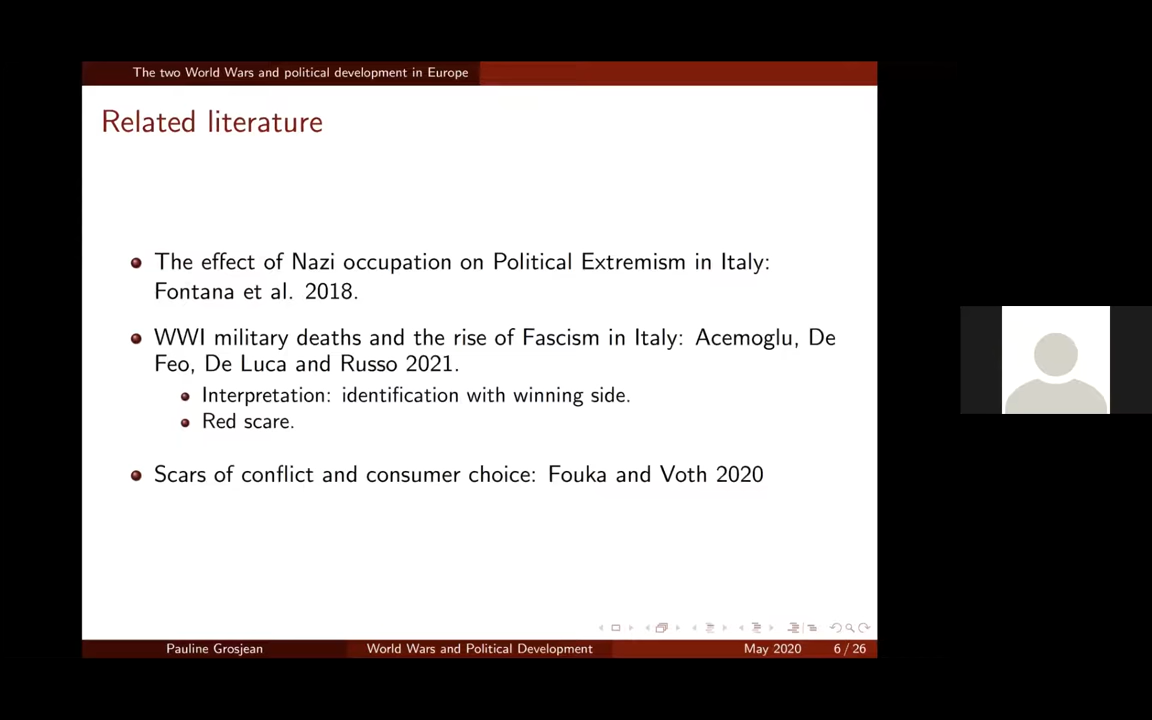 The two World Wars and political development in Europe
Related literature
The effect of Nazi occupation on Political Extremism in Italy:
Fontana et al. 2018.
WWI military deaths and the rise of Fascism in Italy: Acemoglu, De
Feo, De Luca and Russo 2021.
Interpretation: identification with winning side.
Red scare.
Scars of conflict and consumer choice: Fouka and Voth 2020
Pauline Grosjean World Wars and Political Development May 2020 6 / 26